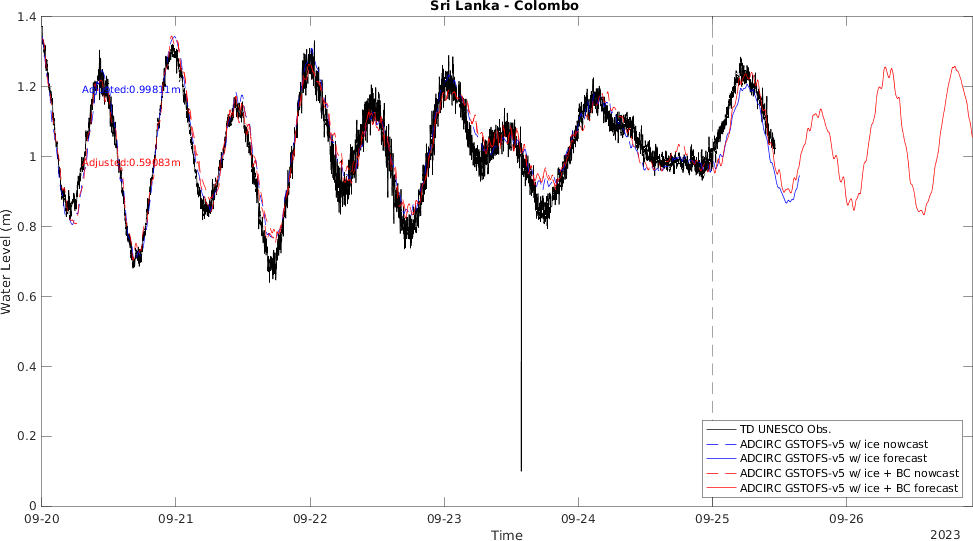 Sri Lanka - Colombo
1.4
1.2
1
0.8
0.6
0.4
0.2
0
Water Level (m)
Adjusted:0.99811m
Adjusted:0.59083m
TD UNESCO Obs.
ADCIRC GSTOFS-v5 w/ ice nowcast
ADCIRC GSTOFS-v5 w/ ice forecast
ADCIRC GSTOFS-v5 w/ ice + BC nowcast
ADCIRC GSTOFS-v5 w/ ice + BC forecast
09-20 09-21 09-22 09-23 09-24 09-25 09-26
Time
2023